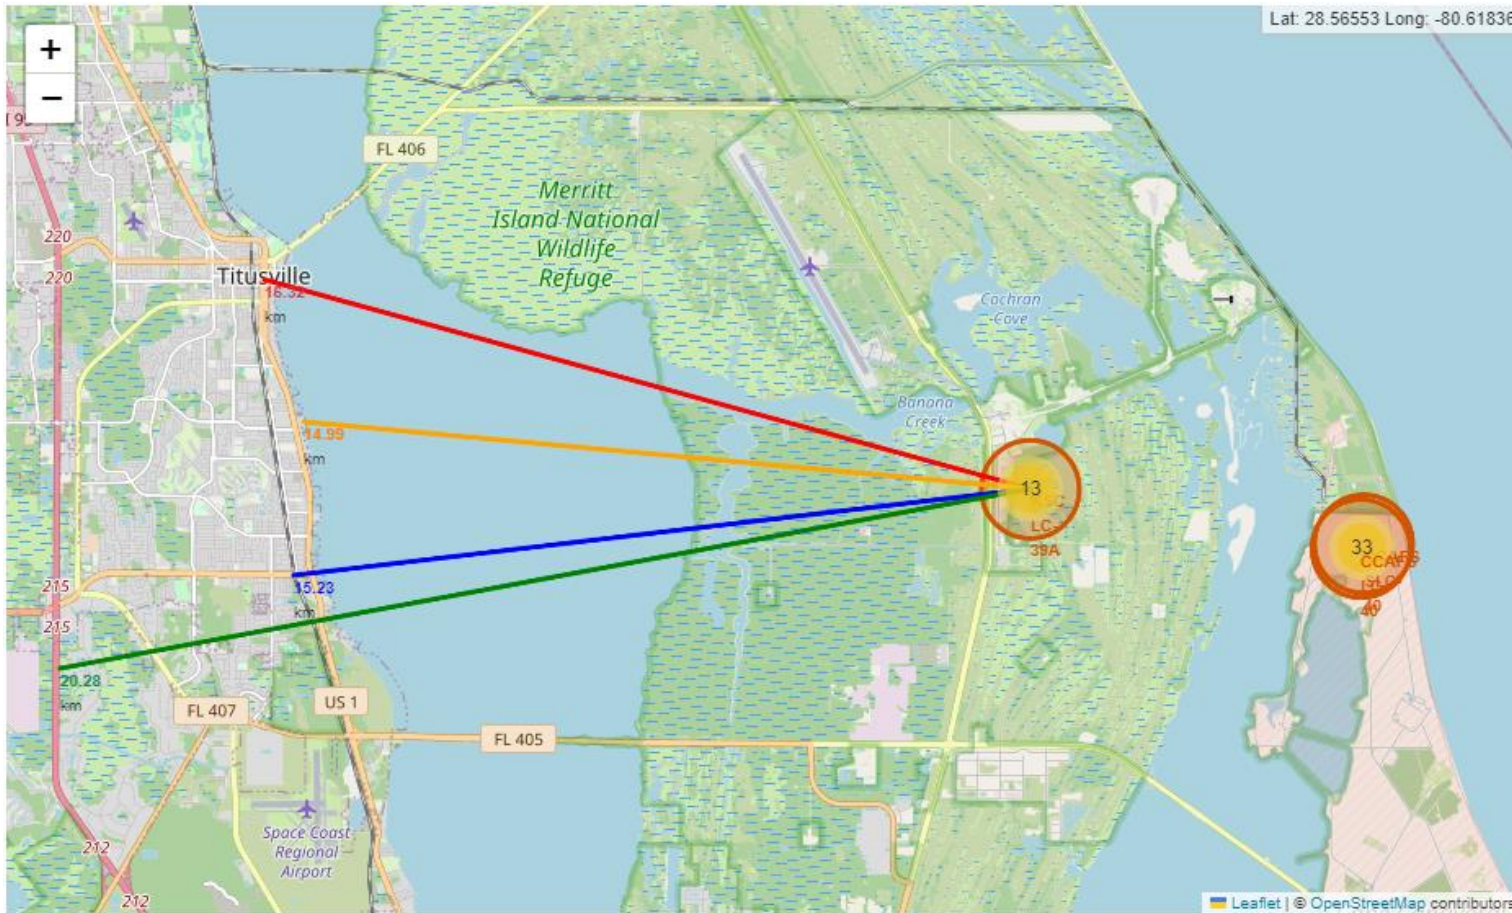 +
Lat: 28.56553 Long: -80.61836
−
FL 406
Merritt
Island National
Wildlife
Refuge
220
220
Titusville
16.32
km
Cochran
Cove
Banana
Creek
14.99
km
13
LC-
39A
33
CCAFS
40
15.23
km
215
215
20.28
km
FL 407
US 1
FL 405
Space Coast
Regional
Airport
212
212
Leaflet | © OpenStreetMap contributors